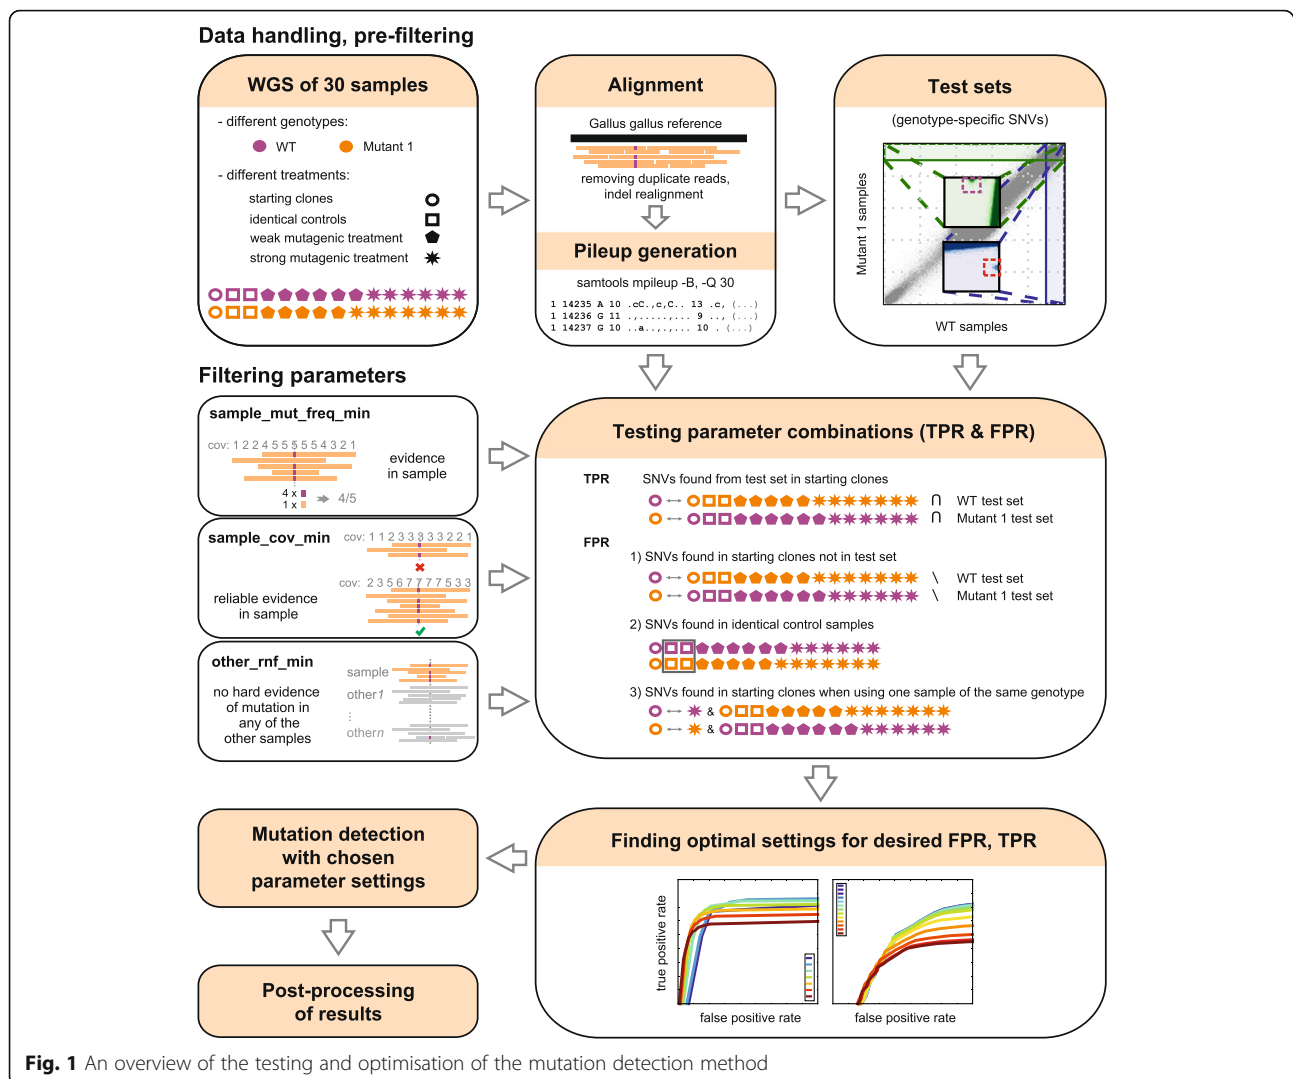 Data handling, pre-filtering
WGS of 30 samples
- different genotypes:
WT
Mutant 1
- different treatments:
starting clones
identical controls
weak mutagenic treatment
strong mutagenic treatment
Alignment
Gallus gallus reference
removing duplicate reads,
indel realignment
Pileup generation
samtools mpileup -B, -Q 30
1 14235 A 10 .cC.,c,C.. 13 .c, (...)
1 14236 G 11 .,.....,... 9 .., (...)
1 14237 G 10 ..a..,.,... 10 . (...)
Test sets
(genotype-specific SNVs)
Mutant 1 samples
WT samples
Filtering parameters
sample_mut_freq_min
cov: 1 2 2 4 5 5 5 5 5 5 4 3 2 1
evidence
in sample
4 x
1 x
4/5
sample_cov_min
cov: 1 1 2 3 3 3 3 3 3 2 2 1
cov: 2 3 5 6 7 7 7 7 5 3 3
reliable evidence
in sample
other_rnf_min
no hard evidence
of mutation in
any of the
other samples
sample
other1
⋮
othern
Testing parameter combinations (TPR & FPR)
TPR
SNVs found from test set in starting clones
∩ WT test set
∩ Mutant 1 test set
FPR
1) SNVs found in starting clones not in test set
\ WT test set
\ Mutant 1 test set
2) SNVs found in identical control samples
3) SNVs found in starting clones when using one sample of the same genotype
&
&
Finding optimal settings for desired FPR, TPR
true positive rate
false positive rate
false positive rate
Mutation detection
with chosen
parameter settings
Post-processing
of results
Fig. 1 An overview of the testing and optimisation of the mutation detection method